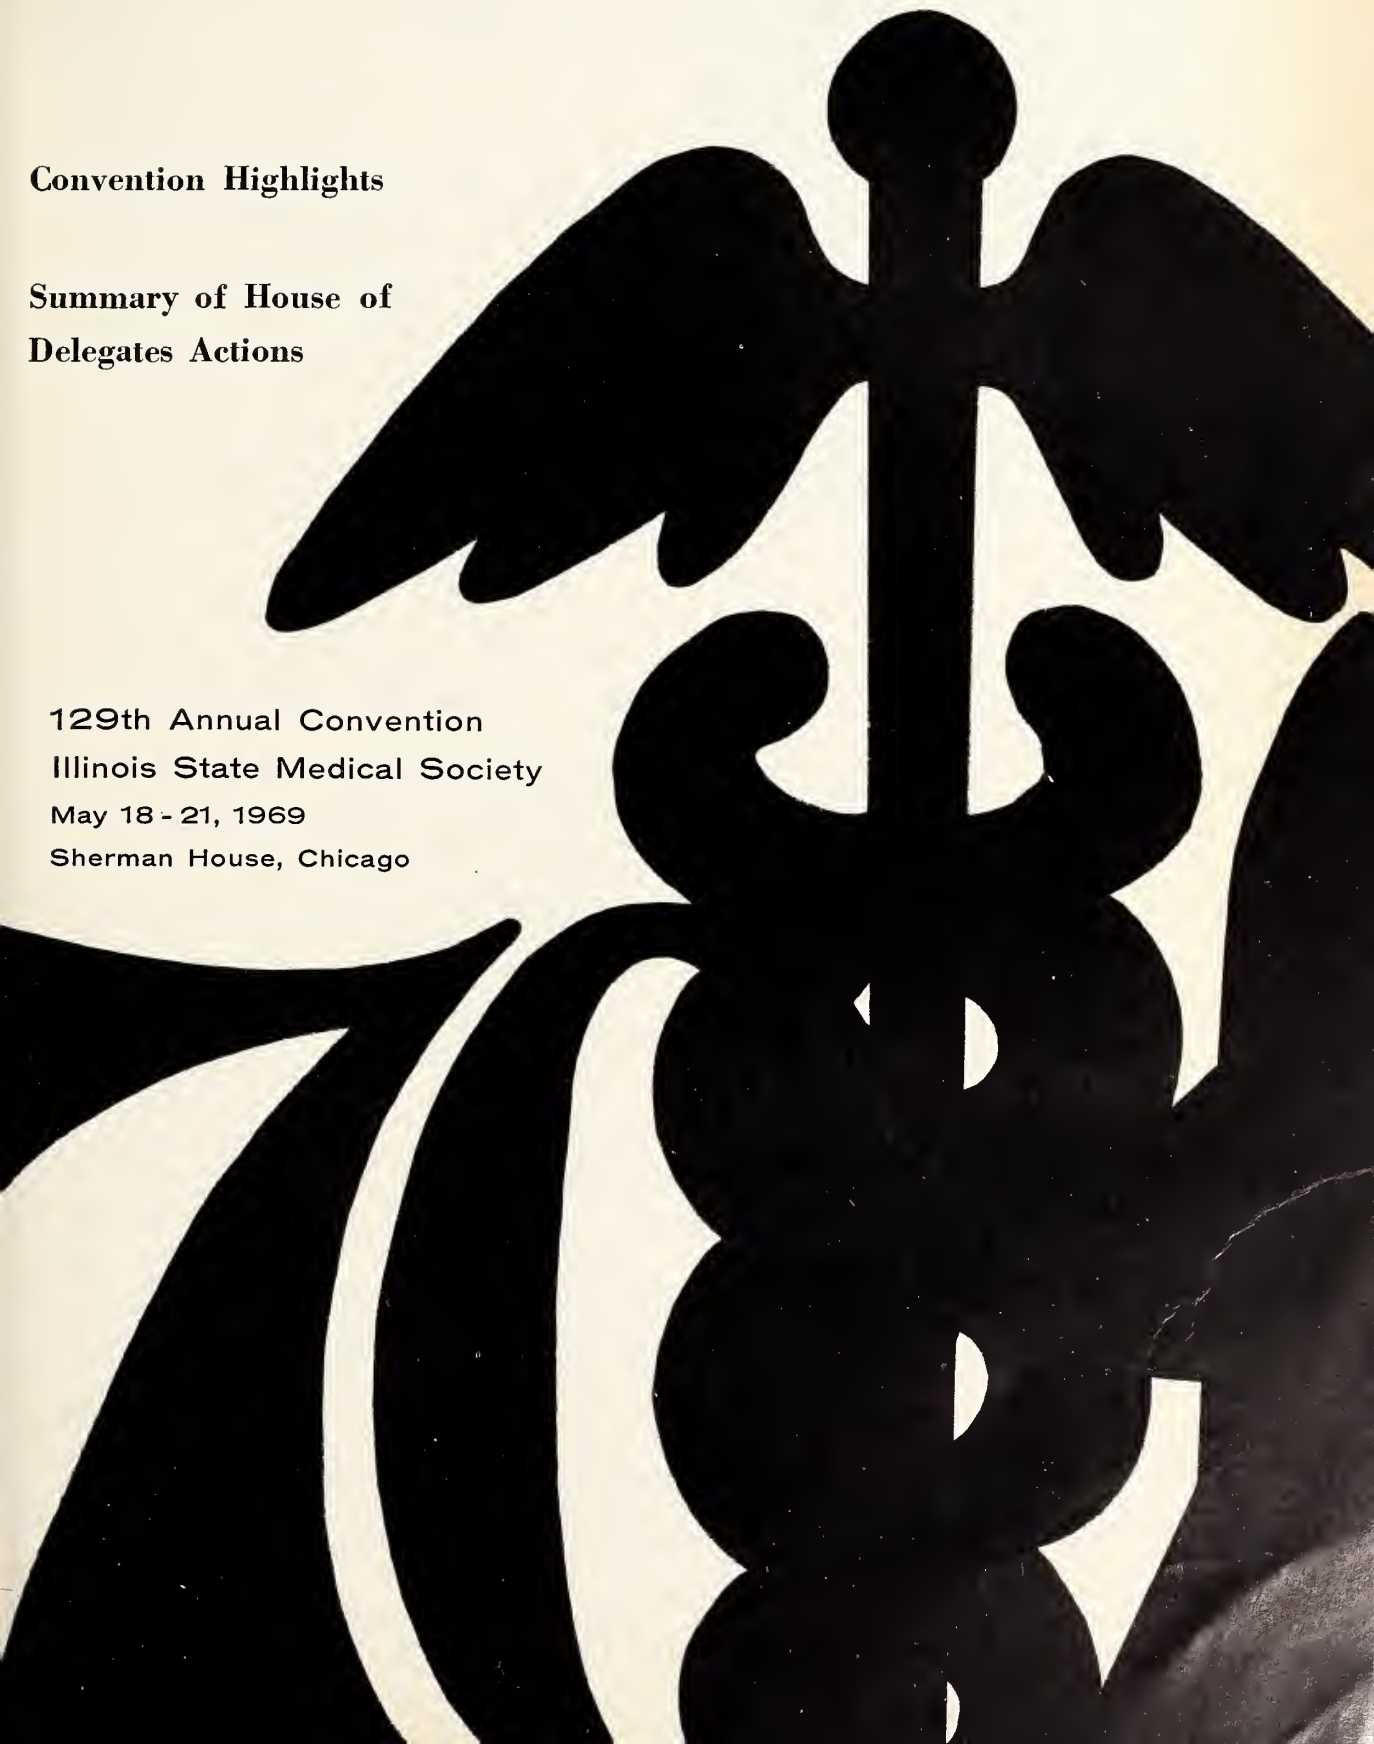 Convention Highlights
Summary of House of
Delegates Actions
129th Annual Convention
Illinois State Medical Society
May 18 - 21, 1969
Sherman House, Chicago